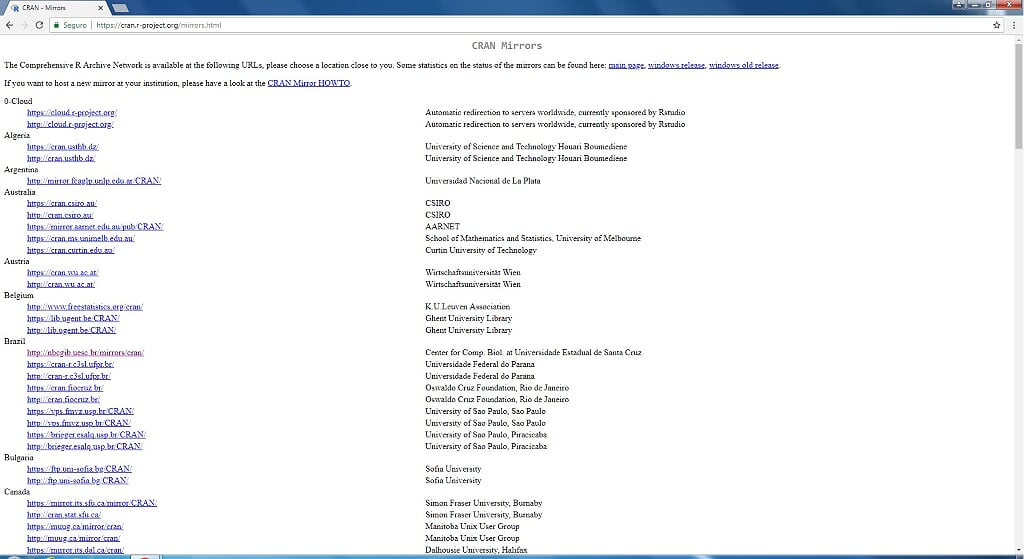 CRAN - Mirrors
Seguro https://cran.r-project.org/mirrors.html
CRAN Mirrors
The Comprehensive R Archive Network is available at the following URLs, please choose a location close to you. Some statistics on the status of the mirrors can be found here: main page, windows release, windows old release.
If you want to host a new mirror at your institution, please have a look at the CRAN Mirror HOWTO.
0-Cloud
https://cloud.r-project.org/ Automatic redirection to servers worldwide, currently sponsored by Rstudio
http://cloud.r-project.org/ Automatic redirection to servers worldwide, currently sponsored by Rstudio
Algeria
https://cran.usthb.dz/ University of Science and Technology Houari Boumediene
http://cran.usthb.dz/ University of Science and Technology Houari Boumediene
Argentina
http://mirror.fcaglp.unlp.edu.ar/CRAN/ Universidad Nacional de La Plata
Australia
https://cran.csiro.au/ CSIRO
http://cran.csiro.au/ CSIRO
https://mirror.aarnet.edu.au/pub/CRAN/ AARNET
https://cran.ms.unimelb.edu.au/ School of Mathematics and Statistics, University of Melbourne
https://cran.curtin.edu.au/ Curtin University of Technology
Austria
https://cran.wu.ac.at/ Wirtschaftsuniversität Wien
http://cran.wu.ac.at/ Wirtschaftsuniversität Wien
Belgium
http://www.freestatistics.org/cran/ K.U.Leuven Association
https://lib.ugent.be/CRAN/ Ghent University Library
http://lib.ugent.be/CRAN/ Ghent University Library
Brazil
http://nbcgib.uesc.br/mirrors/cran/ Center for Comp. Biol. at Universidade Estadual de Santa Cruz
https://cran-r.c3sl.ufpr.br/ Universidade Federal do Parana
http://cran-r.c3sl.ufpr.br/ Universidade Federal do Parana
https://cran.fiocruz.br/ Oswaldo Cruz Foundation, Rio de Janeiro
http://cran.fiocruz.br/ Oswaldo Cruz Foundation, Rio de Janeiro
https://vps.fmvz.usp.br/CRAN/ University of Sao Paulo, Sao Paulo
http://vps.fmvz.usp.br/CRAN/ University of Sao Paulo, Sao Paulo
https://brieger.esalq.usp.br/CRAN/ University of Sao Paulo, Piracicaba
http://brieger.esalq.usp.br/CRAN/ University of Sao Paulo, Piracicaba
Bulgaria
https://ftp.uni-sofia.bg/CRAN/ Sofia University
http://ftp.uni-sofia.bg/CRAN/ Sofia University
Canada
https://mirror.its.sfu.ca/mirror/CRAN/ Simon Fraser University, Burnaby
http://cran.stat.sfu.ca/ Simon Fraser University, Burnaby
https://muug.ca/mirror/cran/ Manitoba Unix User Group
http://muug.ca/mirror/cran/ Manitoba Unix User Group
https://mirror.its.dal.ca/cran/ Dalhousie University, Halifax